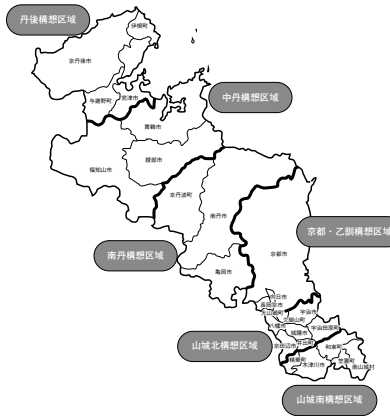 丹後構想区域
伊根町
京丹後市
与謝野町
宮津市
中丹構想区域
舞鶴市
綾部市
福知山市
京丹波町
南丹市
京都・乙訓構想区域
南丹構想区域
京都市
亀岡市
向日市
長岡京市
大山崎町
宇治市
久御山町
八幡市
宇治田原町
城陽市
山城北構想区域
京田辺市
井手町
和束町
精華町
木津川市
笠置町
南山城村
山城南構想区域